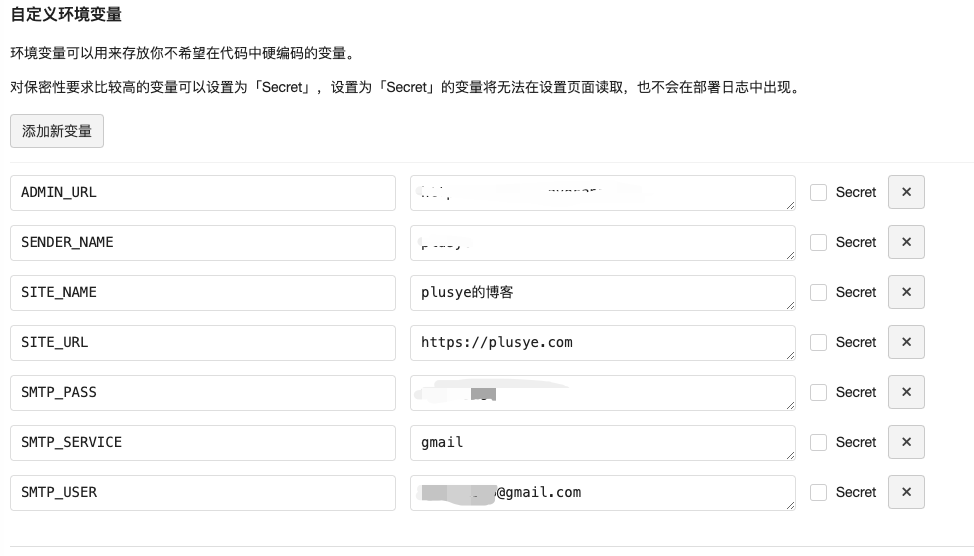 自定义环境变量
环境变量可以用来存放你不希望在代码中硬编码的变量。
对保密性要求比较高的变量可以设置为「Secret」，设置为「Secret」的变量将无法在设置页面读取，也不会在部署日志中出现。
添加新变量
ADMIN_URL Secret ×
SENDER_NAME Secret ×
SITE_NAME plusye的博客 Secret ×
SITE_URL https://plusye.com Secret ×
SMTP_PASS Secret ×
SMTP_SERVICE gmail Secret ×
SMTP_USER @gmail.com Secret ×